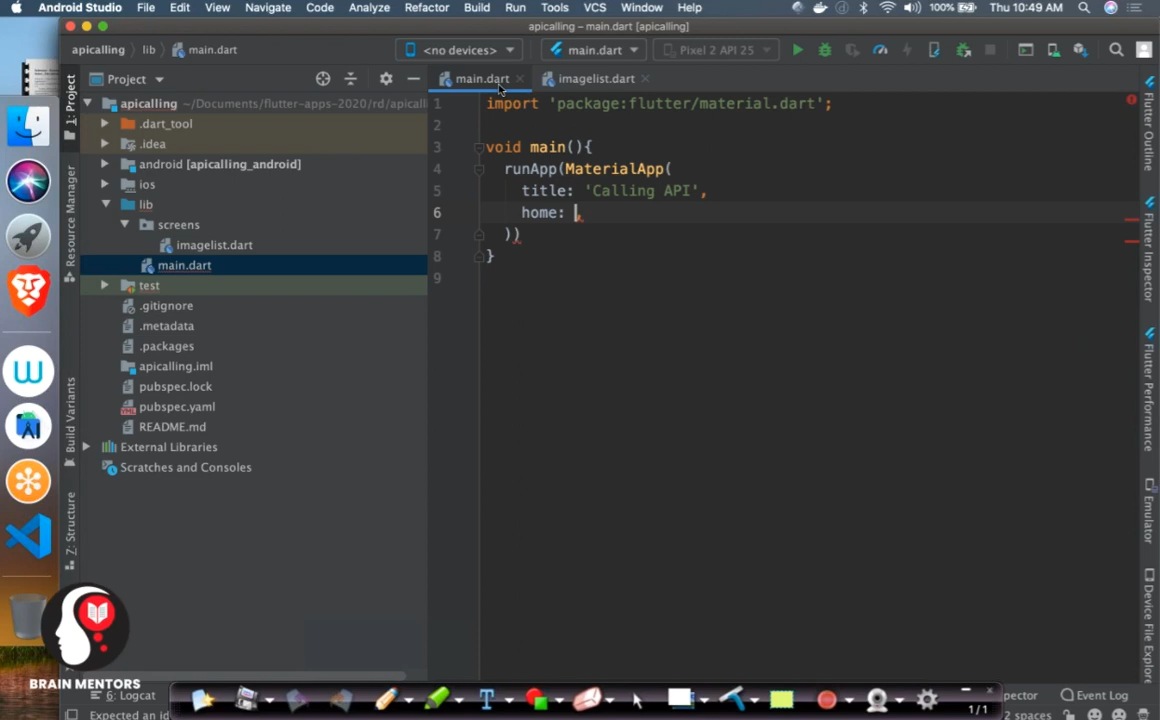 Android Studio File Edit View Navigate Code Analyze Refactor Build Run Tools VCS Window Help 100% Thu 10:49 AM
apicalling – main.dart [apicalling]
apicalling lib main.dart <no devices> main.dart Pixel 2 API 25
1: Project
Resource Manager
Build Variants
7: Structure
Project
apicalling ~/Documents/flutter-apps-2020/rd/apicall
.dart_tool
.idea
android [apicalling_android]
ios
lib
screens
imagelist.dart
main.dart
test
.gitignore
.metadata
.packages
apicalling.iml
pubspec.lock
pubspec.yaml
README.md
External Libraries
Scratches and Consoles
main.dart imagelist.dart
1 import 'package:flutter/material.dart';
2
3 void main(){
4 runApp(MaterialApp(
5 title: 'Calling API',
6 home: ,
7 ))
8 }
9
Flutter Outline
Flutter Inspector
Flutter Performance
Emulator
Device File Explorer
BRAIN MENTORS
6: Logcat
pector Event Log
Expected an id
1/1
2 spaces